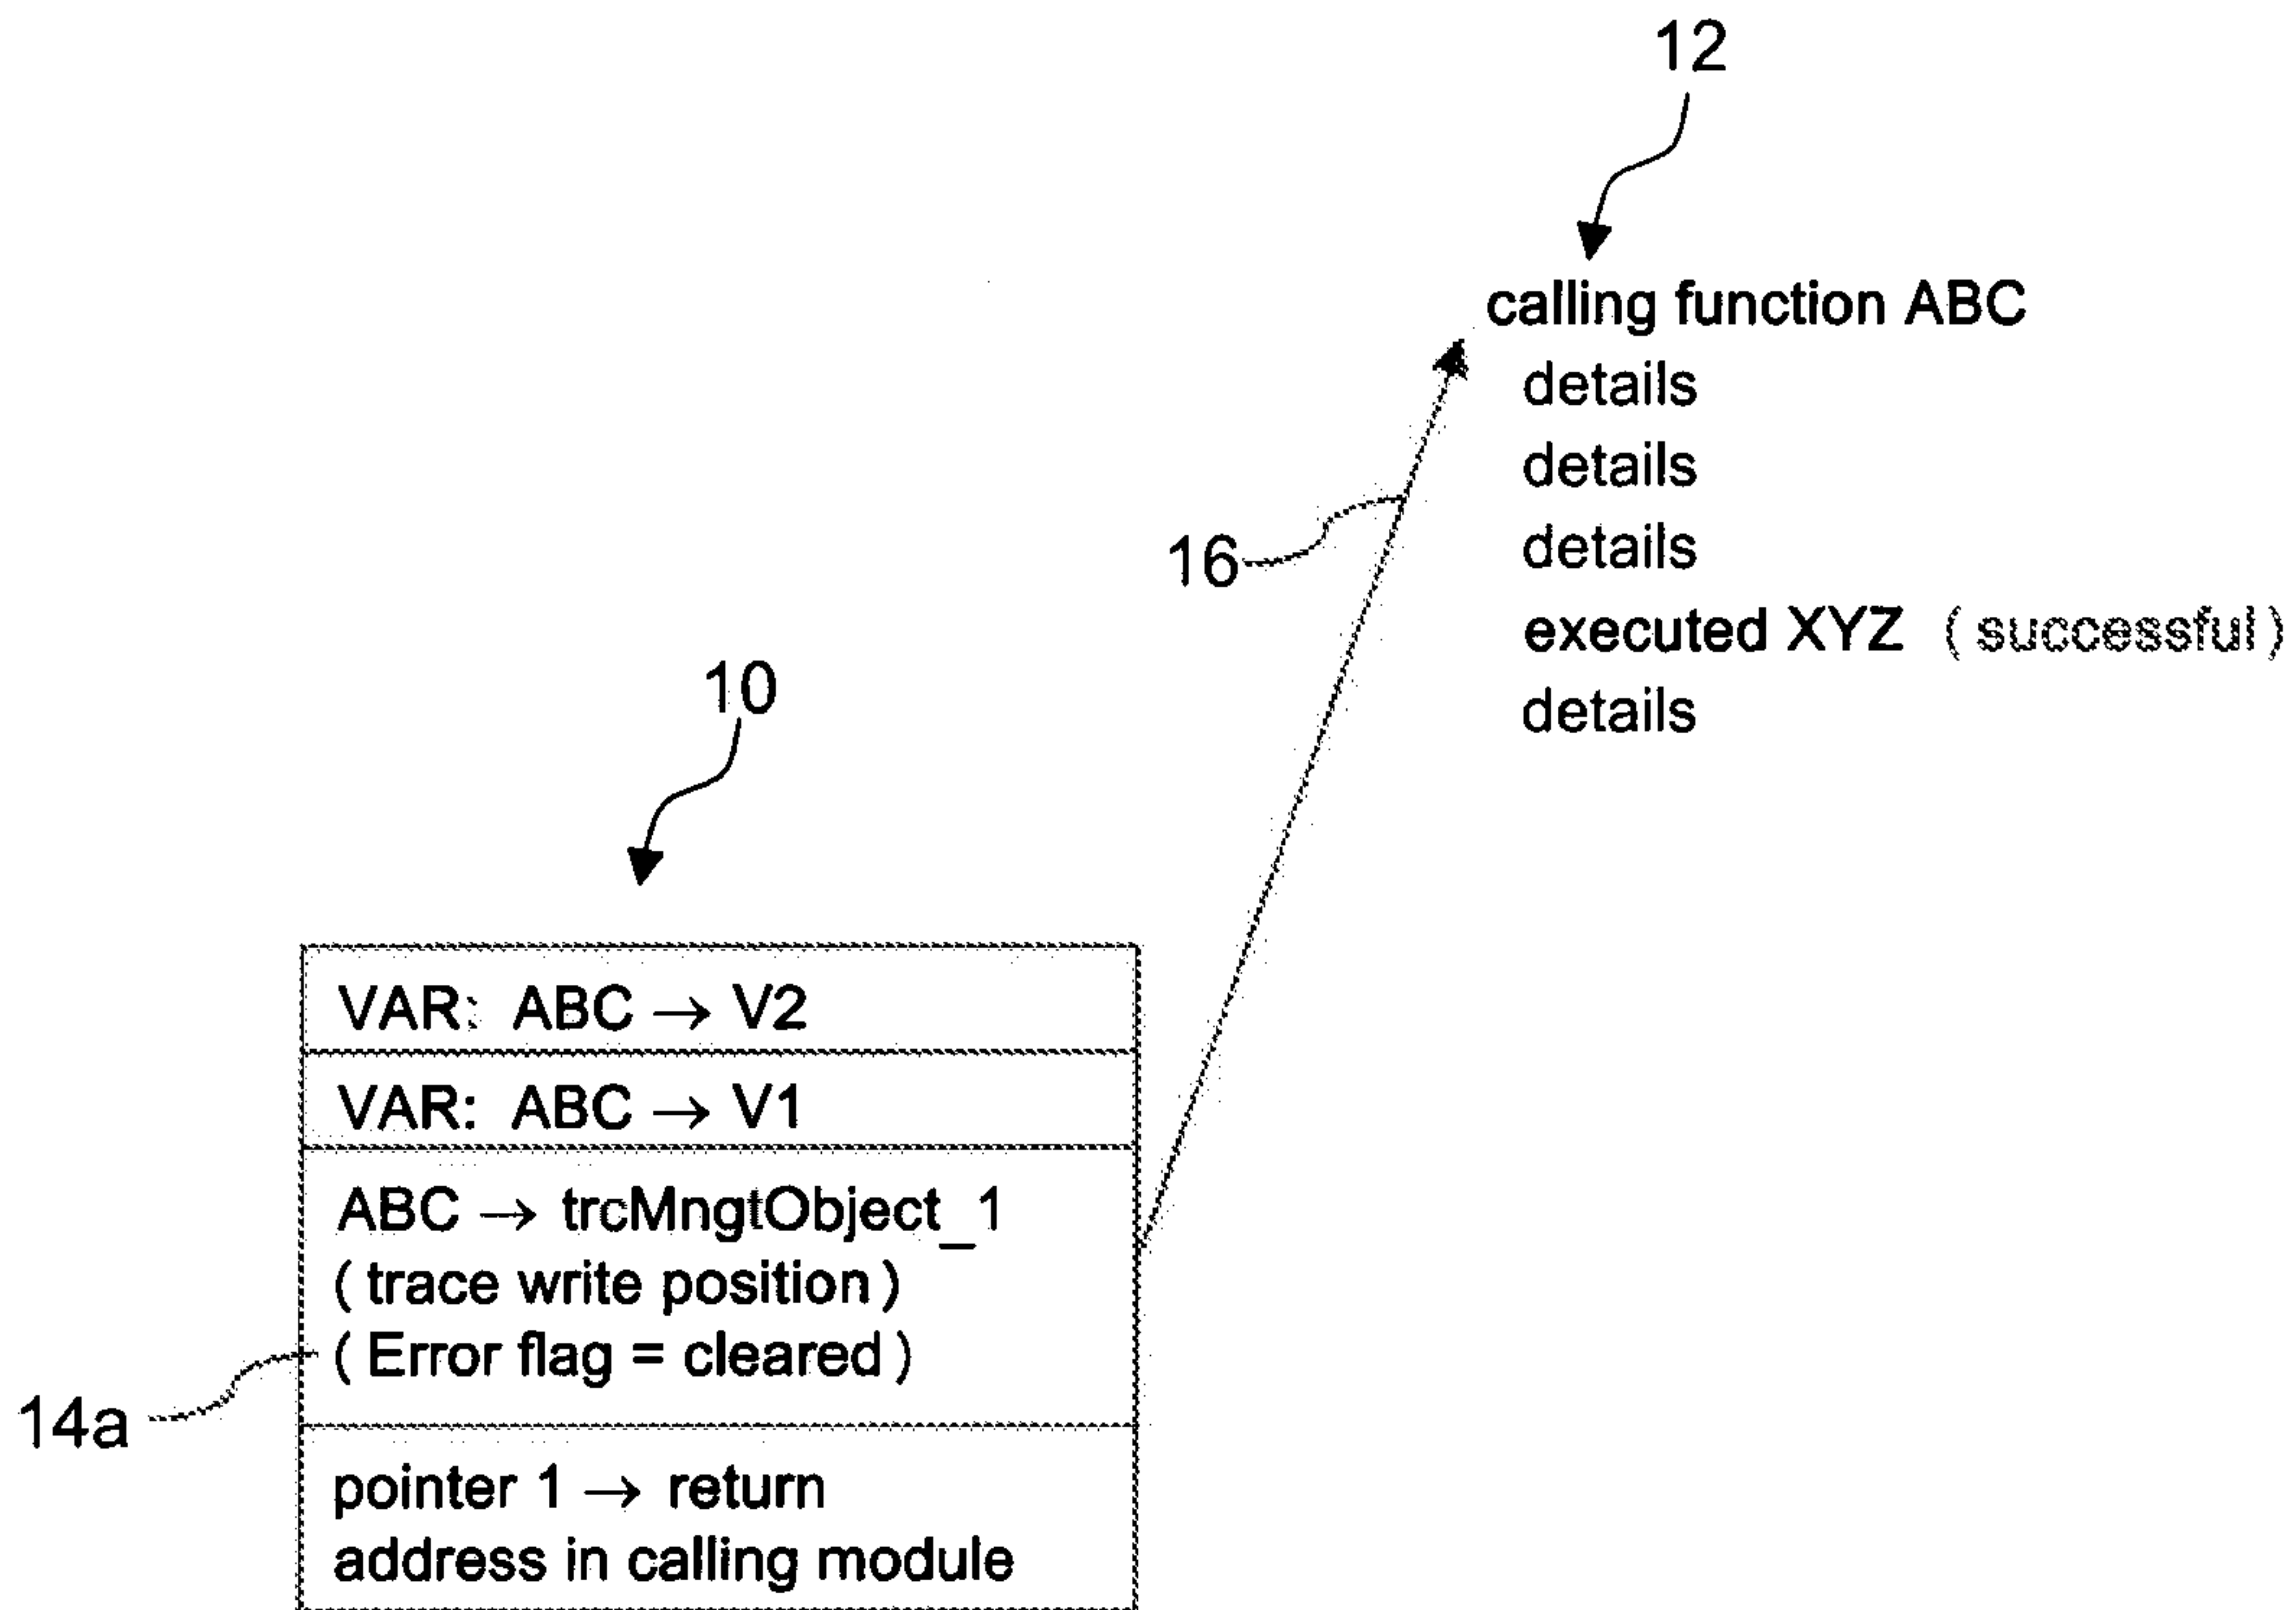 12
calling function ABC
details
details
details
16
executed XYZ (successful)
details
10
VAR: ABC → V2
VAR: ABC → V1
ABC → trcMngtObject_1
(trace write position)
(Error flag = cleared)
14a
pointer 1 → return
address in calling module